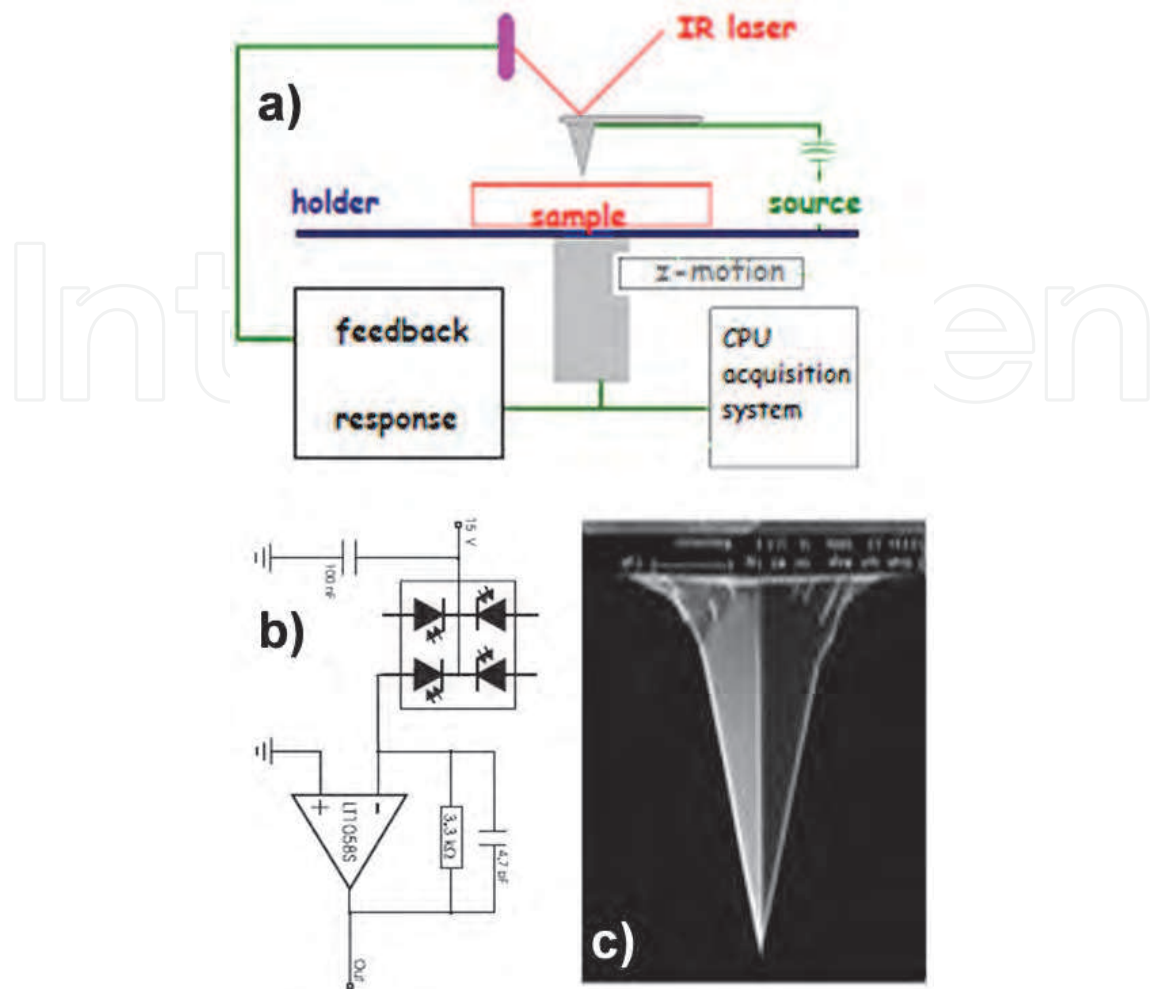 IR laser
a)
holder
sample
source
z-motion
feedback
response
CPU
acquisition
system
15 V
100 nF
b)
+
-
LT1058S
3,3 kΩ
4,7 pF
Out
c)